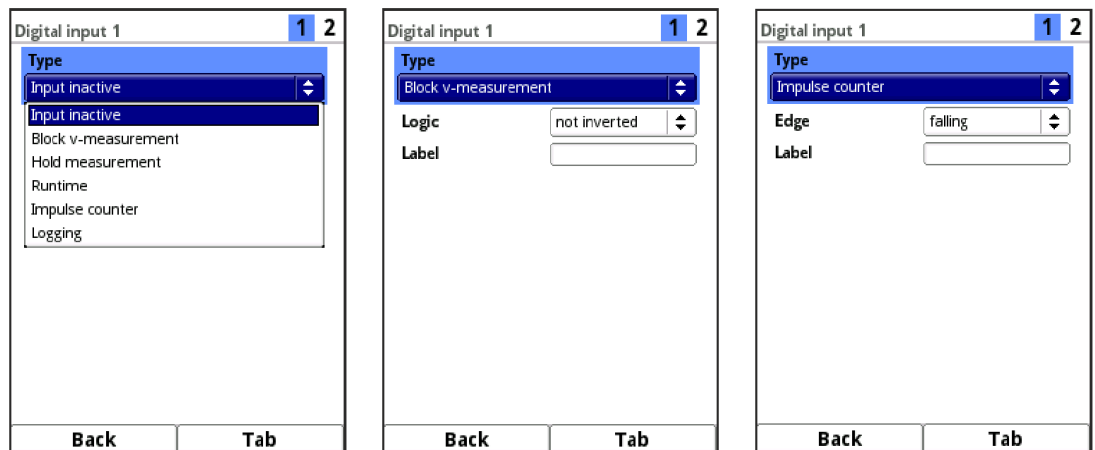 Digital input 1 1 2
Type
Input inactive
Input inactive
Block v-measurement
Hold measurement
Runtime
Impulse counter
Logging
Back Tab
Digital input 1 1 2
Type
Block v-measurement
Logic not inverted
Label
Back Tab
Digital input 1 1 2
Type
Impulse counter
Edge falling
Label
Back Tab